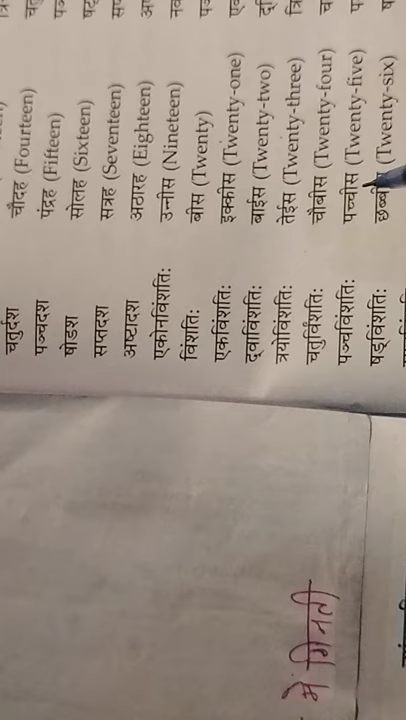 चतुर्दश चौदह (Fourteen)
पञ्चदश पंद्रह (Fifteen)
षोडश सोलह (Sixteen)
सप्तदश सत्रह (Seventeen)
अष्टादश अठारह (Eighteen)
एकोनविंशति: उन्नीस (Nineteen)
विंशति: बीस (Twenty)
एकविंशति: इक्कीस (Twenty-one)
द्वाविंशति: बाईस (Twenty-two)
त्रयोविंशति: तेईस (Twenty-three)
चतुर्विंशति: चौबीस (Twenty-four)
पञ्चविंशति: पच्चीस (Twenty-five)
षड्विंशति: छब्बीस (Twenty-six)
में गिनती